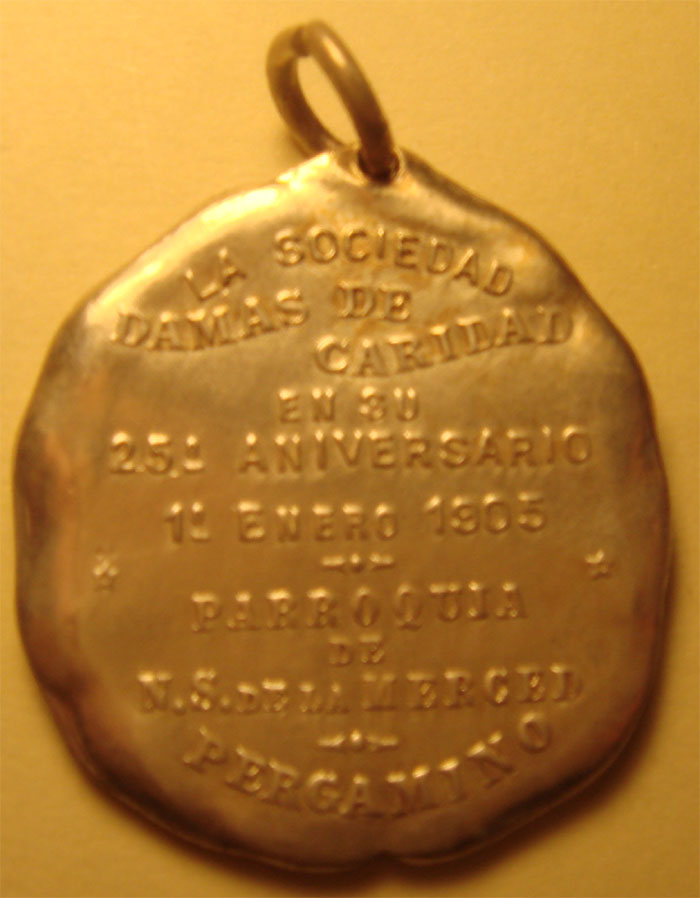 LA SOCIEDAD
DAMAS DE
CARIDAD
EN SU
25º ANIVERSARIO
1º ENERO 1905
PARROQUIA
DE
N.S. DE LA MERCED
PERGAMINO